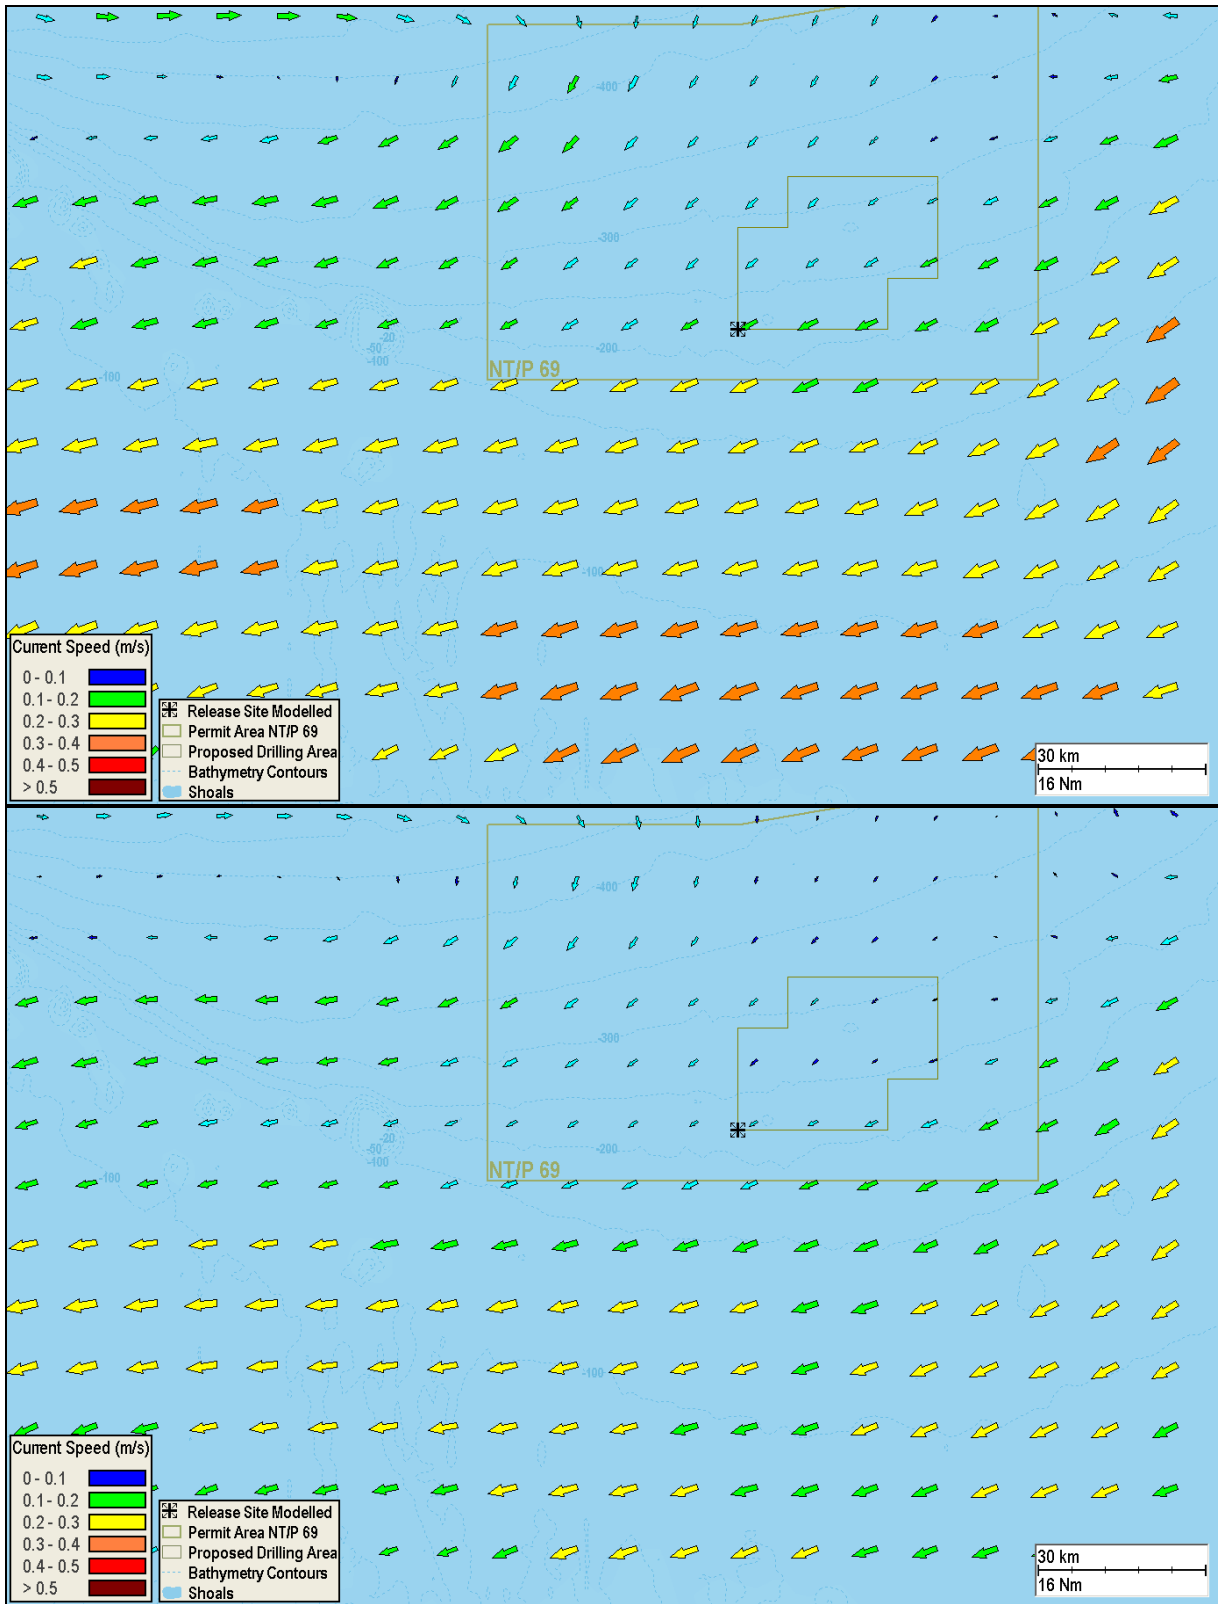 -400
-300
-20
-50
-100
-200
-100
NT/P 69
-100
Current Speed (m/s)
0 - 0.1
0.1 - 0.2
0.2 - 0.3
0.3 - 0.4
0.4 - 0.5
> 0.5
Release Site Modelled
Permit Area NT/P 69
Proposed Drilling Area
Bathymetry Contours
Shoals
30 km
16 Nm
-400
-300
-20
-50
-100
-200
-100
NT/P 69
-100
Current Speed (m/s)
0 - 0.1
0.1 - 0.2
0.2 - 0.3
0.3 - 0.4
0.4 - 0.5
> 0.5
Release Site Modelled
Permit Area NT/P 69
Proposed Drilling Area
Bathymetry Contours
Shoals
30 km
16 Nm